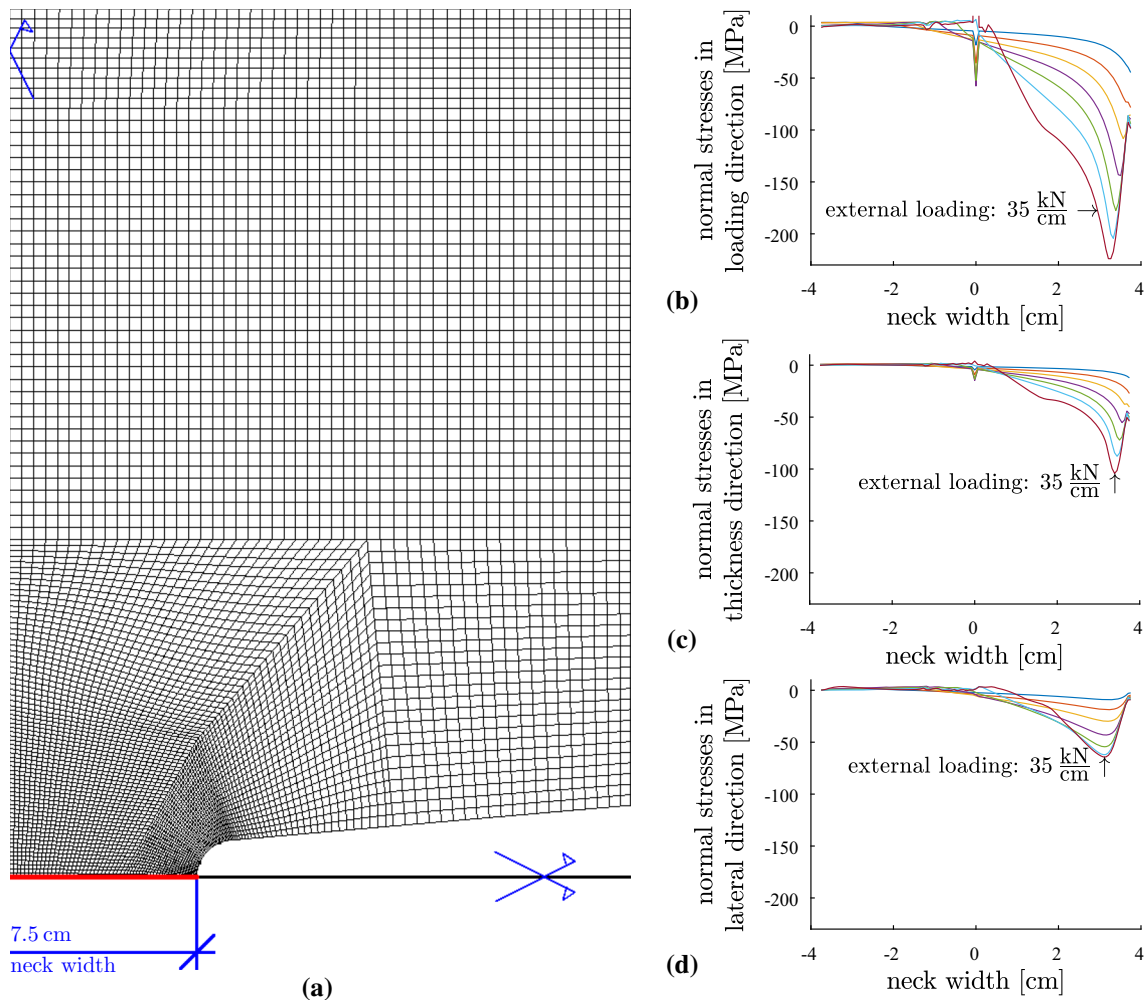 7.5 cm
neck width
(a)
normal stresses in
loading direction [MPa]
0
-50
-100
-150
-200
external loading: 35 kN/cm
-4
-2
0
2
4
neck width [cm]
(b)
normal stresses in
thickness direction [MPa]
0
-50
-100
-150
-200
external loading: 35 kN/cm
-4
-2
0
2
4
neck width [cm]
(c)
normal stresses in
lateral direction [MPa]
0
-50
-100
-150
-200
external loading: 35 kN/cm
-4
-2
0
2
4
neck width [cm]
(d)